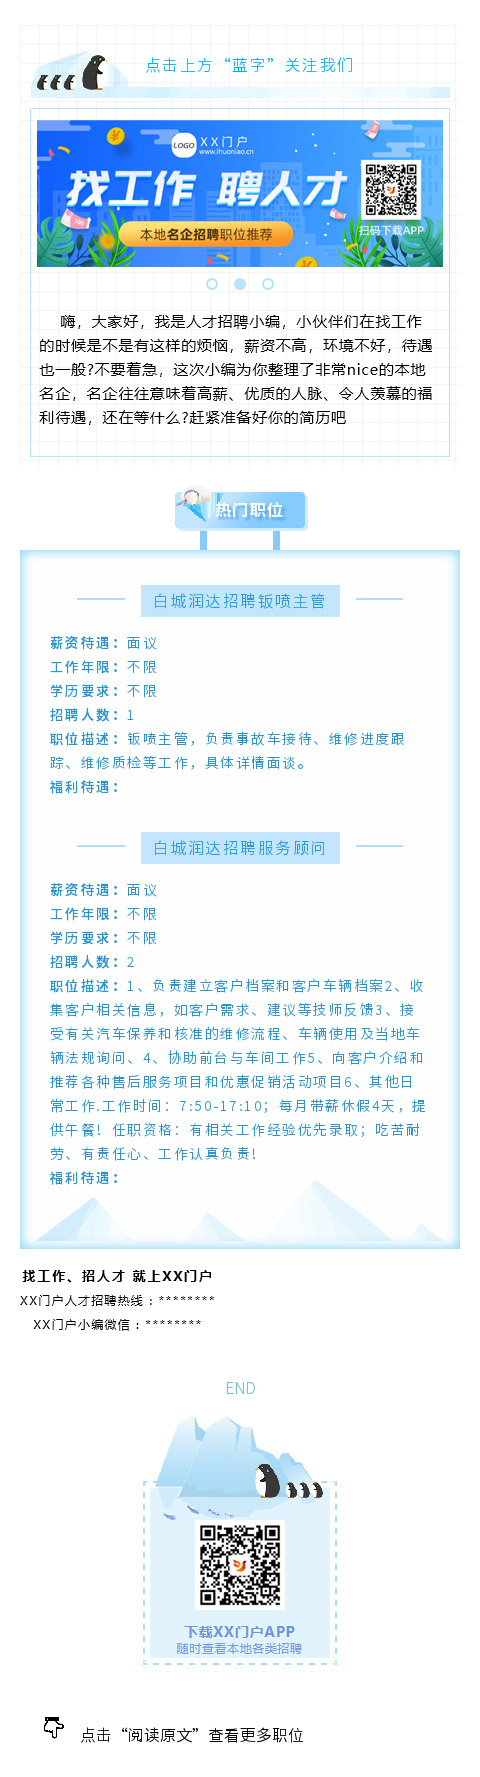 点击上方“蓝字”关注我们
LOGO
XX门户
www.ihuoniao.cn
找工作 聘人才
本地名企招聘职位推荐
扫码下载APP
嗨，大家好，我是人才招聘小编，小伙伴们在找工作
的时候是不是有这样的烦恼，薪资不高，环境不好，待遇
也一般?不要着急，这次小编为你整理了非常nice的本地
名企，名企往往意味着高薪、优质的人脉、令人羡慕的福
利待遇，还在等什么?赶紧准备好你的简历吧
热门职位
白城润达招聘钣喷主管
薪资待遇：面议
工作年限：不限
学历要求：不限
招聘人数：1
职位描述：钣喷主管，负责事故车接待、维修进度跟
踪、维修质检等工作，具体详情面谈。
福利待遇：
白城润达招聘服务顾问
薪资待遇：面议
工作年限：不限
学历要求：不限
招聘人数：2
职位描述：1、负责建立客户档案和客户车辆档案2、收
集客户相关信息，如客户需求、建议等技师反馈3、接
受有关汽车保养和核准的维修流程、车辆使用及当地车
辆法规询问、4、协助前台与车间工作5、向客户介绍和
推荐各种售后服务项目和优惠促销活动项目6、其他日
常工作.工作时间：7:50-17:10；每月带薪休假4天，提
供午餐！任职资格：有相关工作经验优先录取；吃苦耐
劳、有责任心、工作认真负责！
福利待遇：
找工作、招人才 就上XX门户
XX门户人才招聘热线：********
XX门户小编微信：********
END
下载XX门户APP
随时查看本地各类招聘
点击“阅读原文”查看更多职位